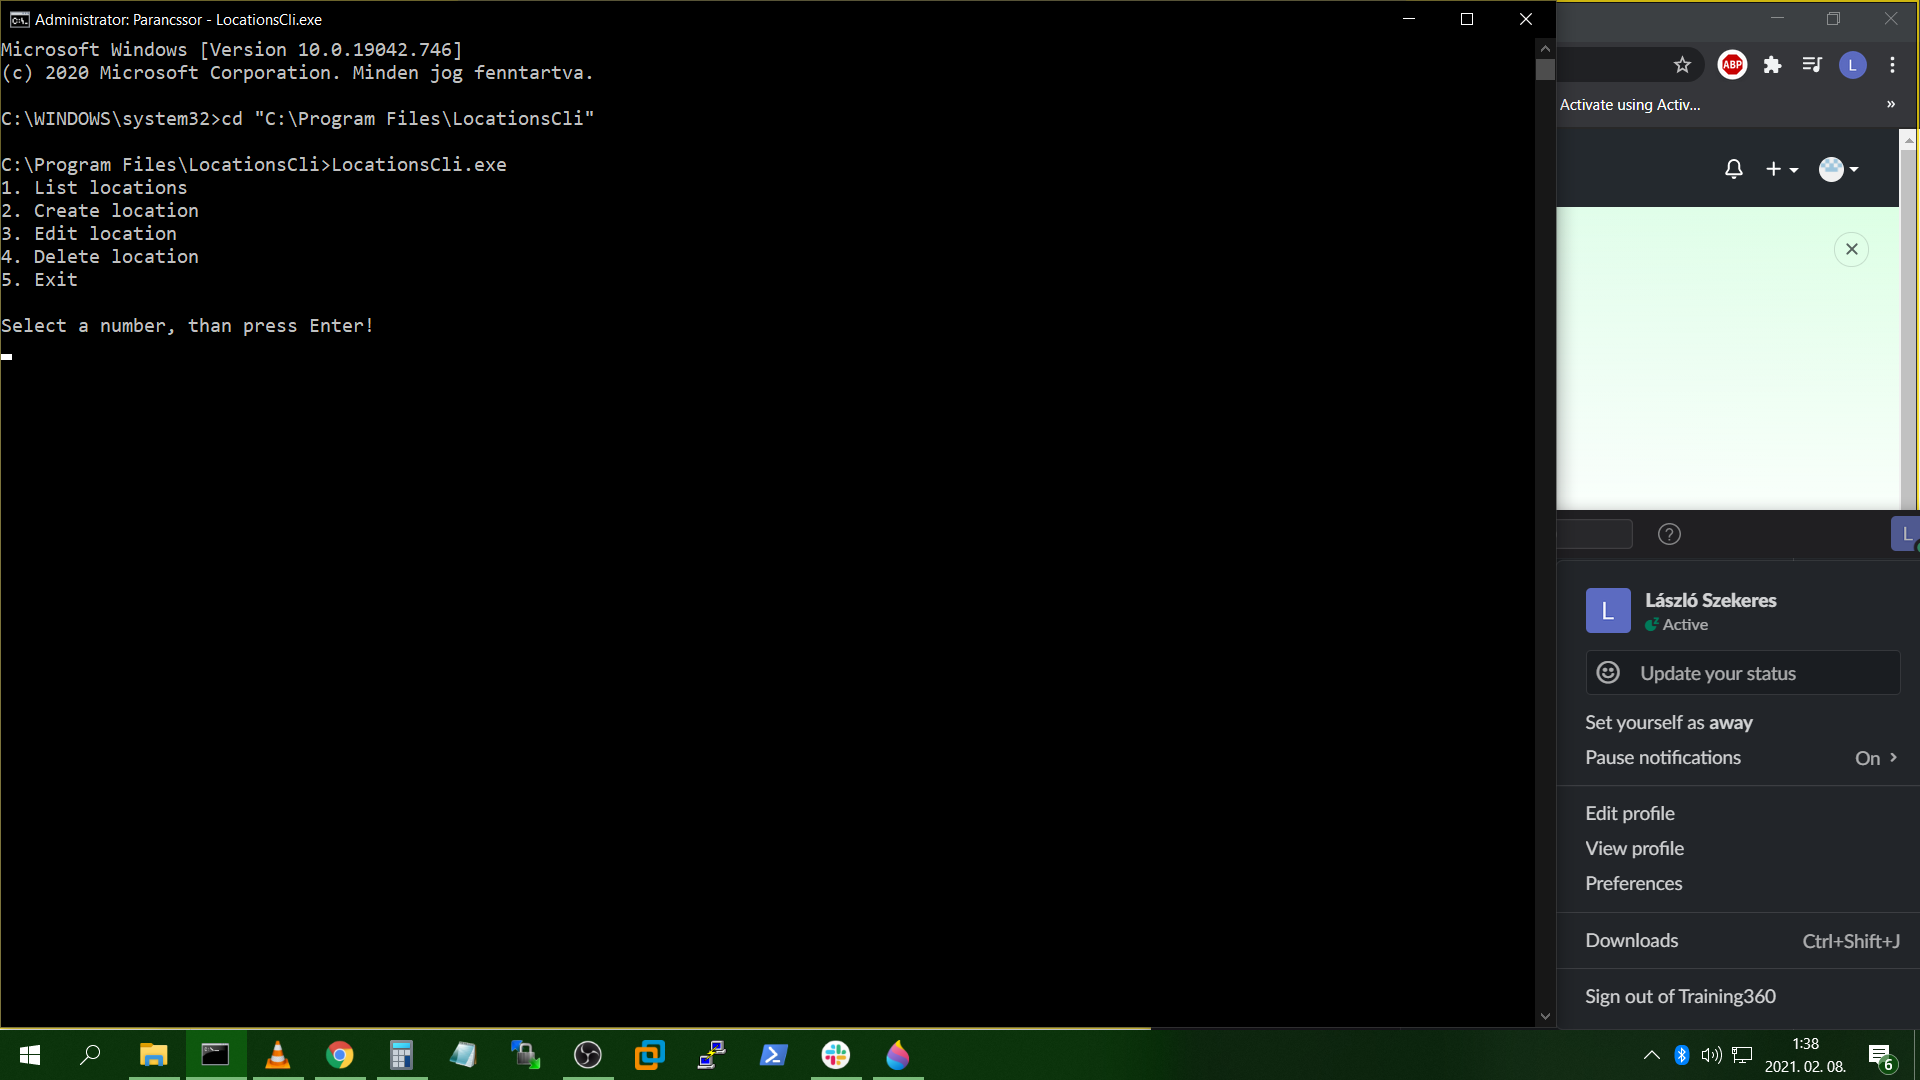 Administrator: Parancssor - LocationsCli.exe
Microsoft Windows [Version 10.0.19042.746]
(c) 2020 Microsoft Corporation. Minden jog fenntartva.
C:\WINDOWS\system32>cd "C:\Program Files\LocationsCli"
C:\Program Files\LocationsCli>LocationsCli.exe
1. List locations
2. Create location
3. Edit location
4. Delete location
5. Exit
Select a number, than press Enter!
ABP
L
Activate using Activ...
»
L
L
László Szekeres
Active
Update your status
Set yourself as away
Pause notifications On
Edit profile
View profile
Preferences
Downloads Ctrl+Shift+J
Sign out of Training360
1:38
2021. 02. 08.
6